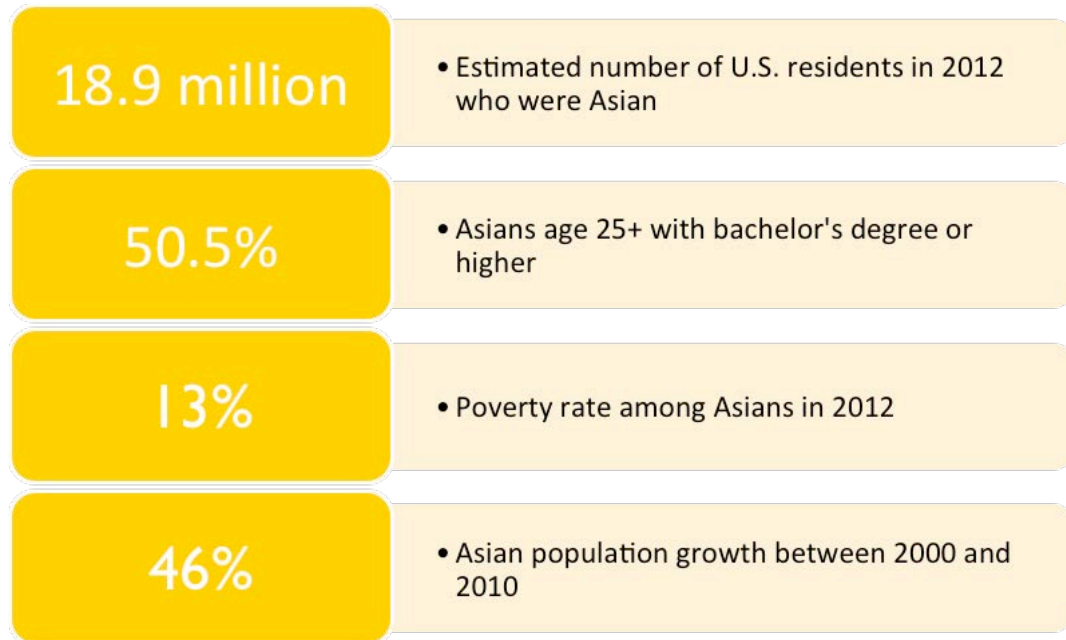 18.9 million
• Estimated number of U.S. residents in 2012
who were Asian
50.5%
• Asians age 25+ with bachelor's degree or
higher
13%
• Poverty rate among Asians in 2012
46%
• Asian population growth between 2000 and
2010